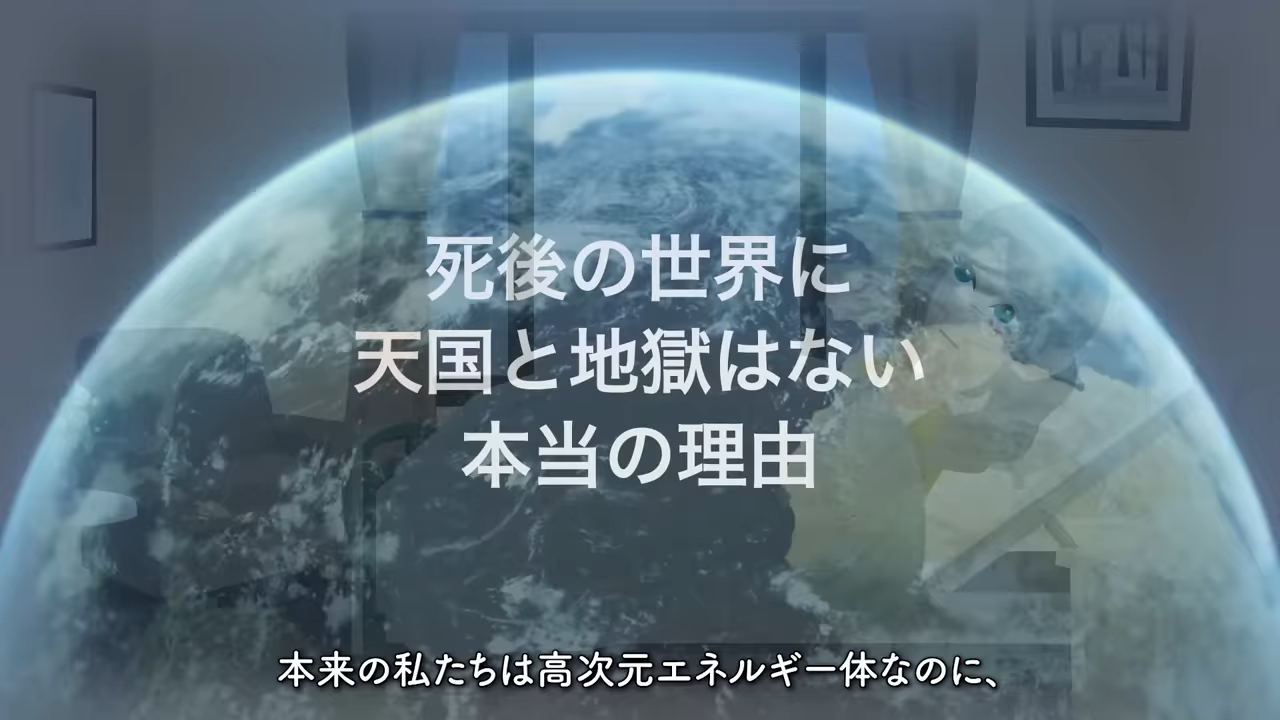 死後の世界に
天国と地獄はない
本当の理由
本来の私たちは高次元エネルギー体なのに、